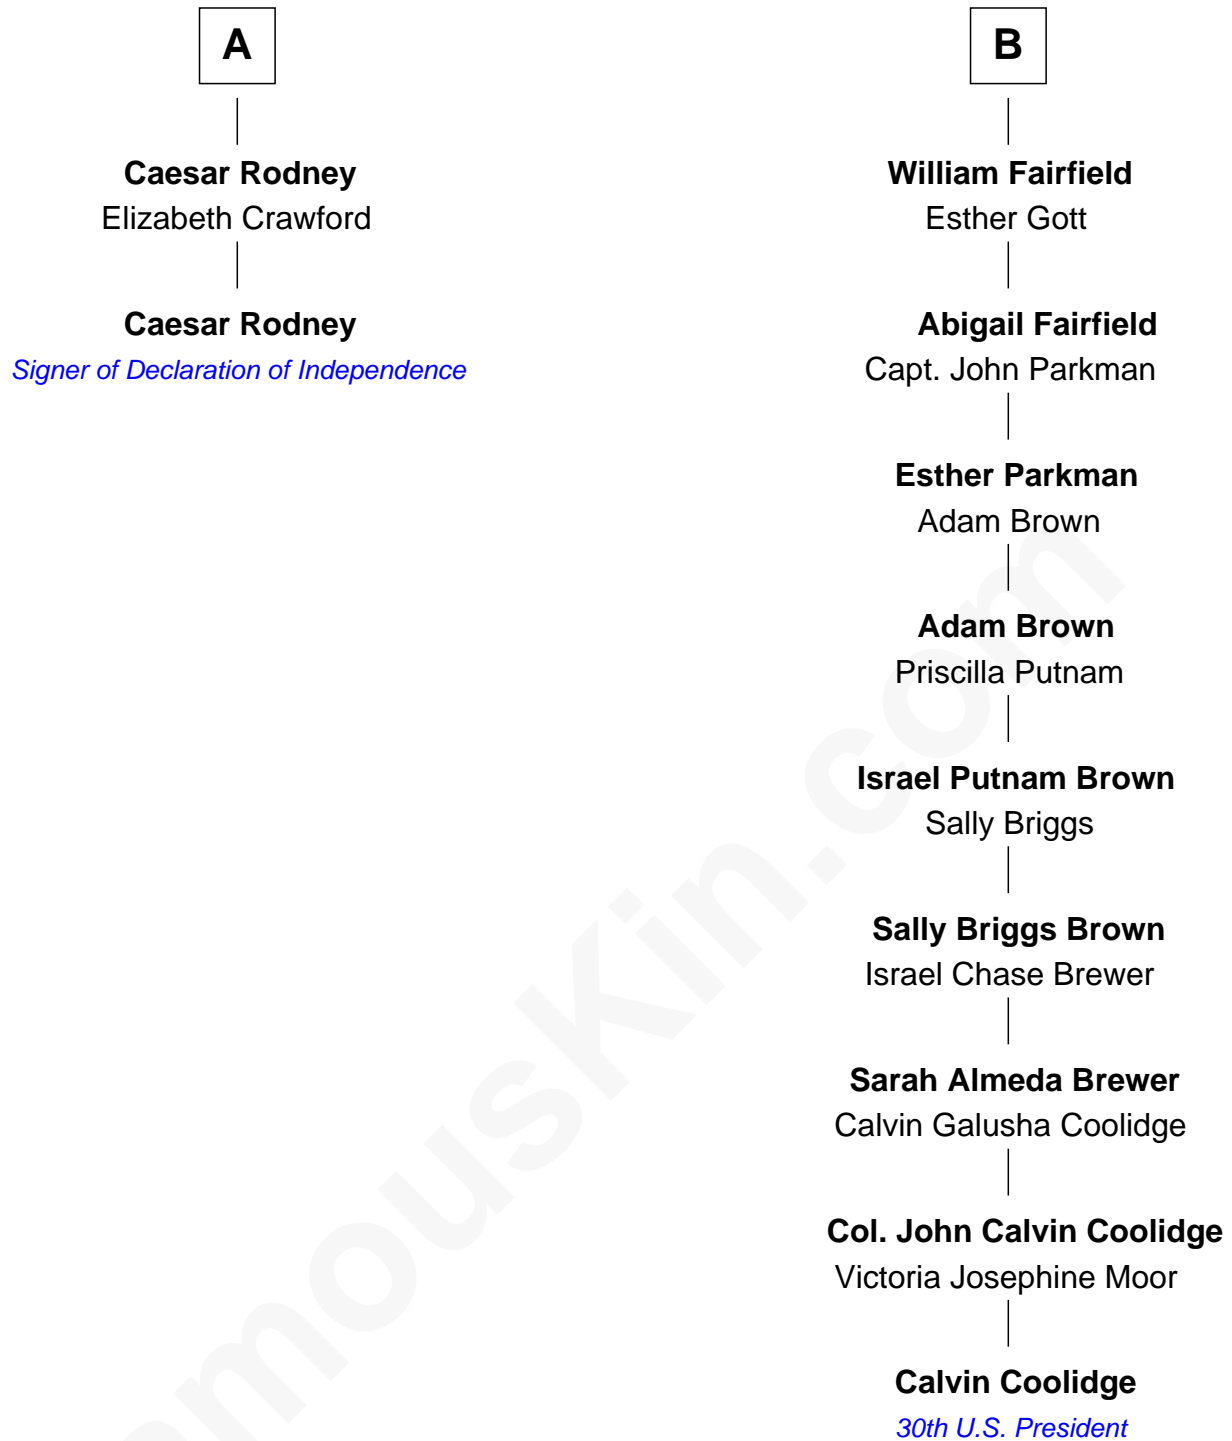 A
Caesar Rodney
Elizabeth Crawford
Caesar Rodney
Signer of Declaration of Independence
B
William Fairfield
Esther Gott
Abigail Fairfield
Capt. John Parkman
Esther Parkman
Adam Brown
Adam Brown
Priscilla Putnam
Israel Putnam Brown
Sally Briggs
Sally Briggs Brown
Israel Chase Brewer
Sarah Almeda Brewer
Calvin Galusha Coolidge
Col. John Calvin Coolidge
Victoria Josephine Moor
Calvin Coolidge
30th U.S. President
amousKin.com